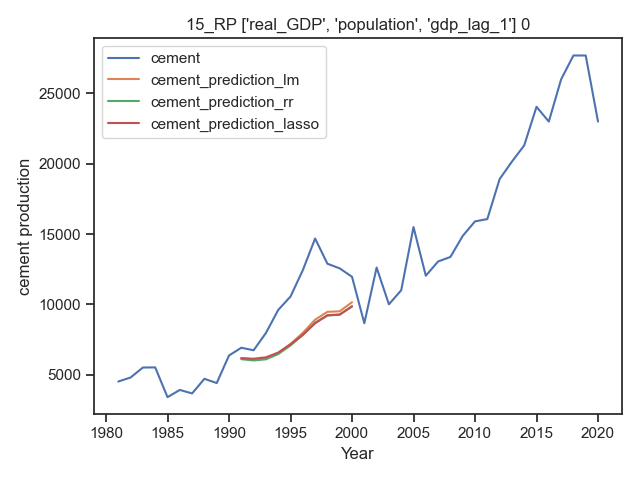 15_RP ['real_GDP', 'population', 'gdp_lag_1'] 0
cement
cement_prediction_lm
cement_prediction_rr
cement_prediction_lasso
25000
20000
15000
10000
5000
cement production
1980 1985 1990 1995 2000 2005 2010 2015 2020
Year